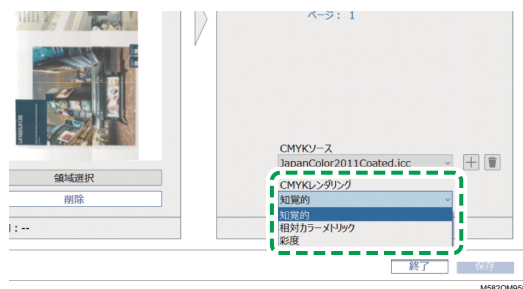 ページ: 1
CMYKソース
JapanColor2011Coated.icc
領域選択
CMYKレンダリング
削除
知覚的
知覚的
相対カラーメトリック
: --
彩度
終了
保存